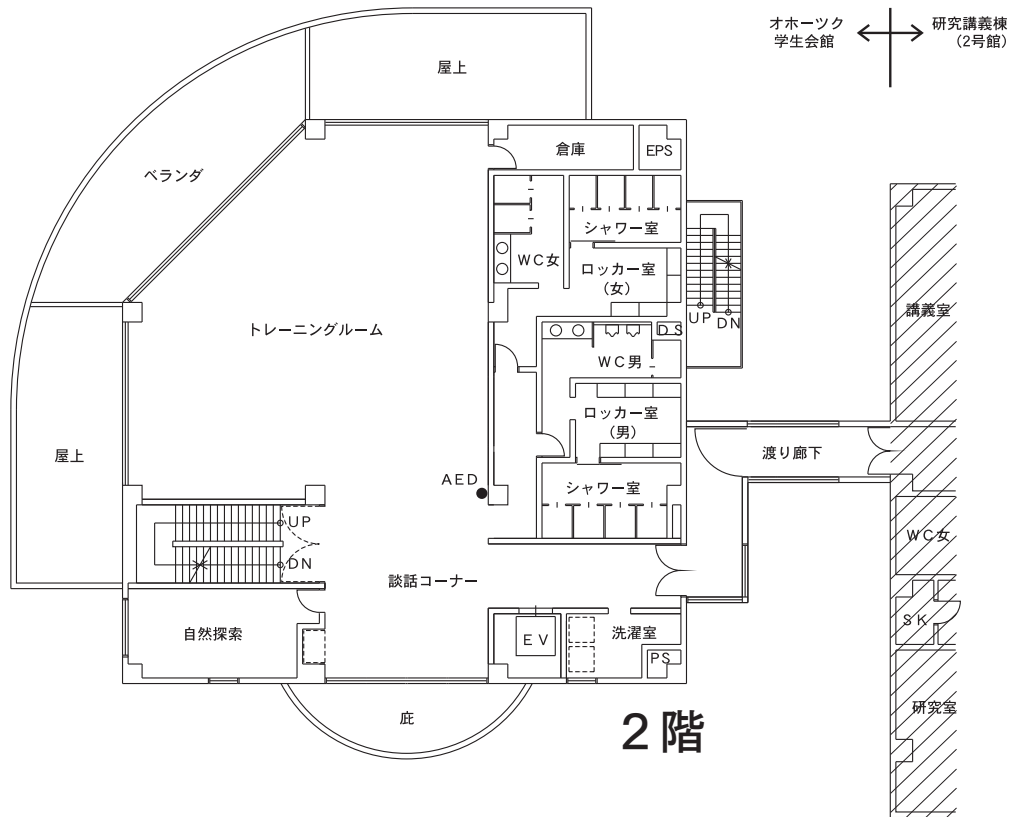 オホーツク
学生会館
研究講義棟
(2号館)
屋上
倉庫
EPS
ベランダ
シャワー室
WC女
ロッカー室
(女)
講義室
トレーニングルーム
UP
DN
DS
WC男
ロッカー室
(男)
渡り廊下
屋上
AED
シャワー室
UP
WC女
DN
談話コーナー
自然探索
EV
洗濯室
SK
PS
研究室
庇
2階